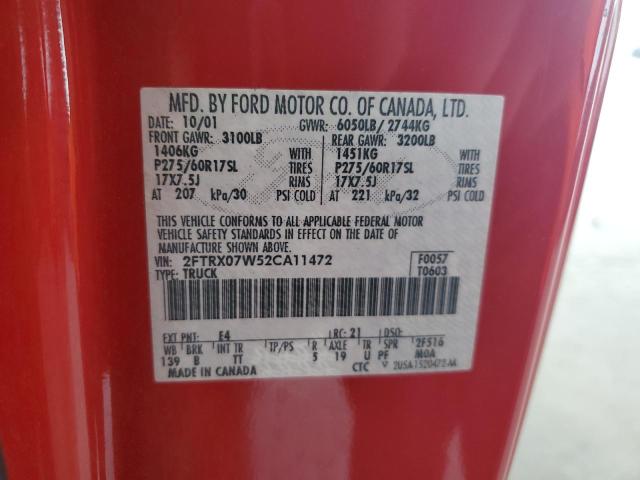 MFD. BY FORD MOTOR CO. OF CANADA, LTD.
DATE: 10/01 GVWR: 6050LB/ 2744KG
FRONT GAWR: 3100LB REAR GAWR: 3200LB
1406KG WITH 1451KG WITH
P275/60R17SL TIRES P275/60R17SL TIRES
17X7.5J RIMS 17X7.5J RIMS
AT 207 kPa/30 PSI COLD AT 221 kPa/32 PSI COLD
THIS VEHICLE CONFORMS TO ALL APPLICABLE FEDERAL MOTOR
VEHICLE SAFETY STANDARDS IN EFFECT ON THE DATE OF
MANUFACTURE SHOWN ABOVE.
VIN: 2FTRX07W52CA11472 F0057
TYPE: TRUCK T0603
EXT PNT: E4 RC: 21 DSO:
WB BRK INT TR TP/PS R AXLE TR SPR 2F516
139 B TT 5 19 U PF MOA
MADE IN CANADA CTC